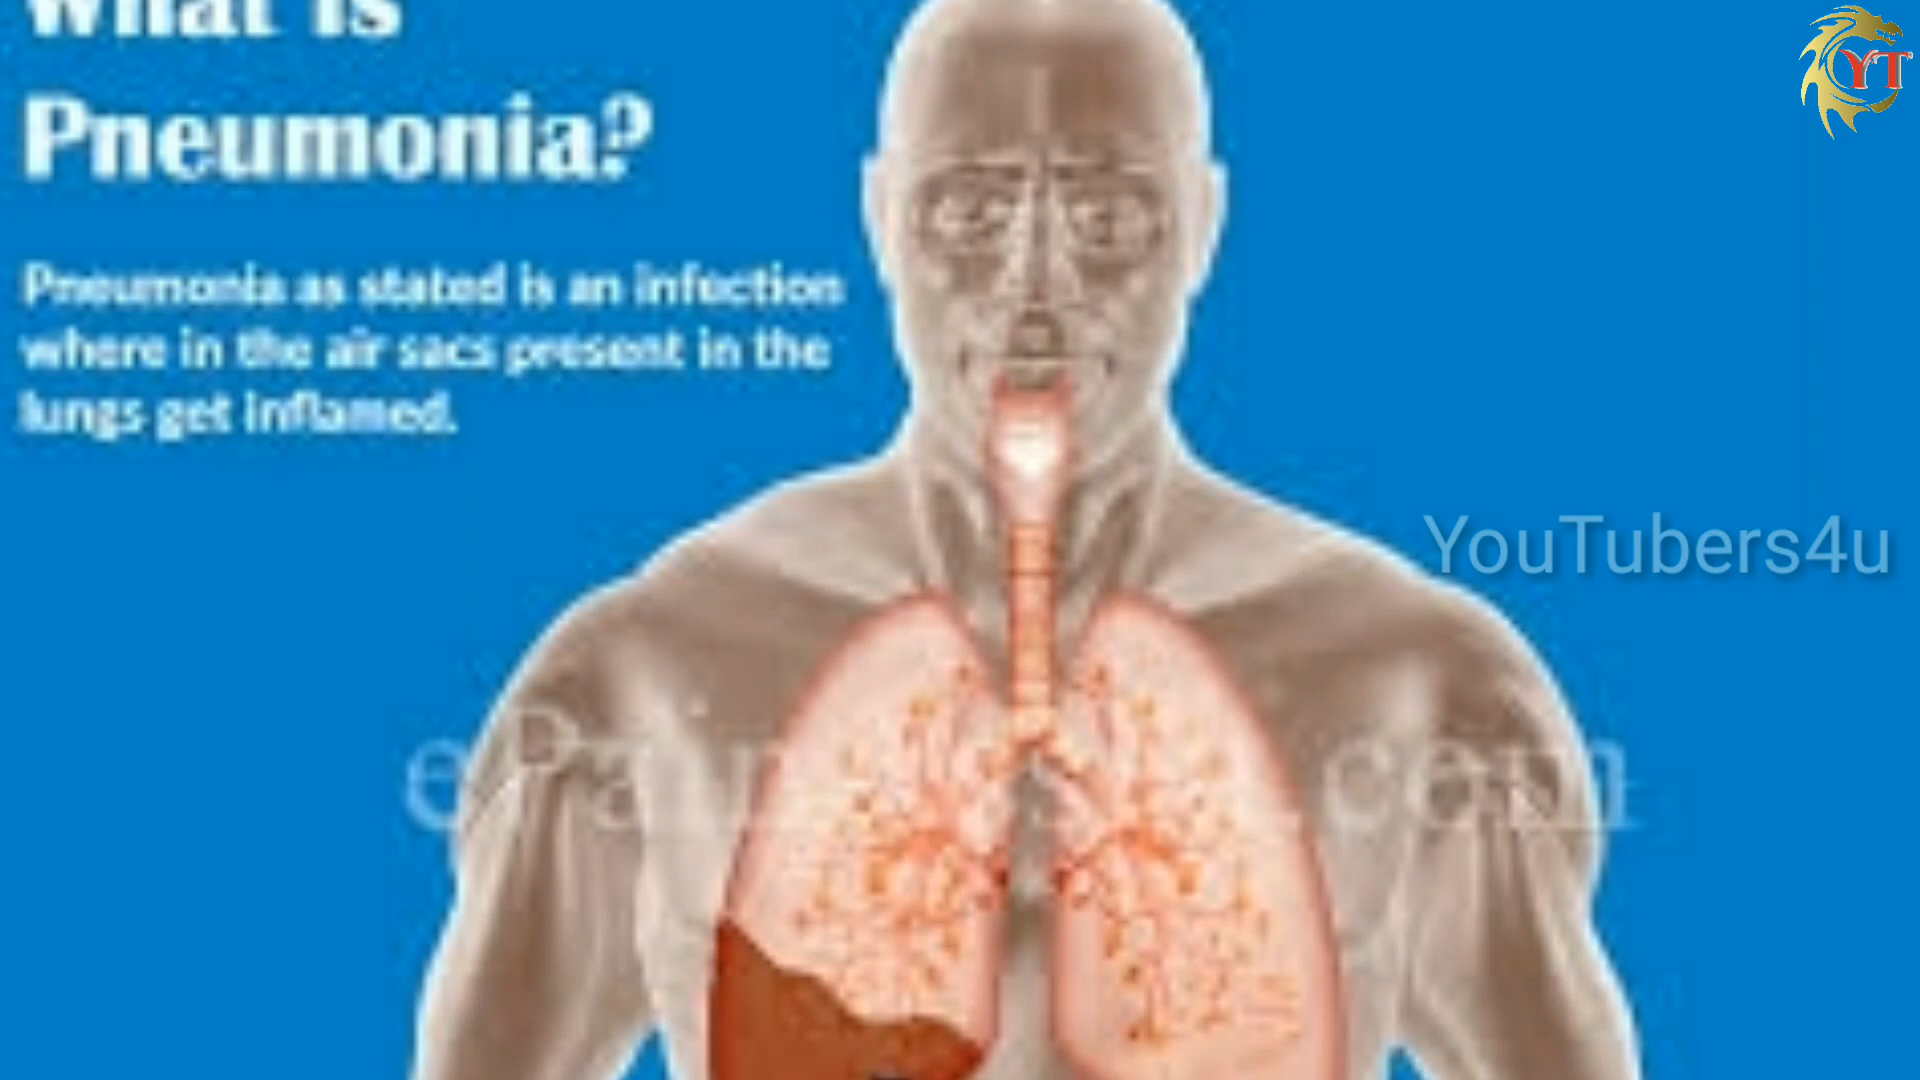 What is
Pneumonia?
Pneumonia as stated is an infection
where in the air sacs present in the
lungs get inflamed.
YT
YouTubers4u